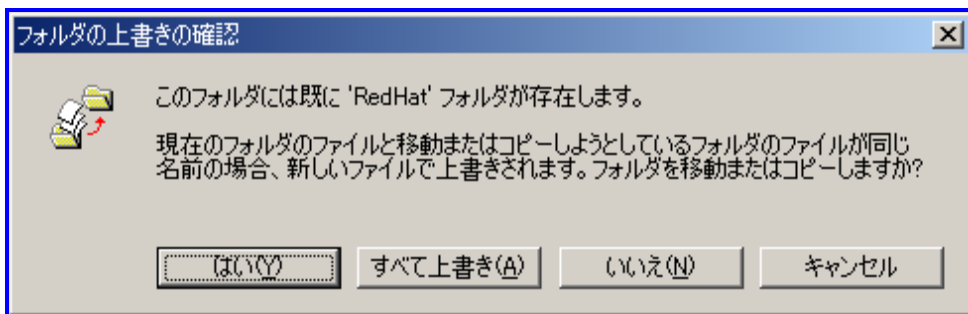 フォルダの上書きの確認
このフォルダには既に 'RedHat' フォルダが存在します。
現在のフォルダのファイルと移動またはコピーしようとしているフォルダのファイルが同じ
名前の場合、新しいファイルで上書きされます。フォルダを移動またはコピーしますか?
はい(Y) すべて上書き(A) いいえ(N) キャンセル